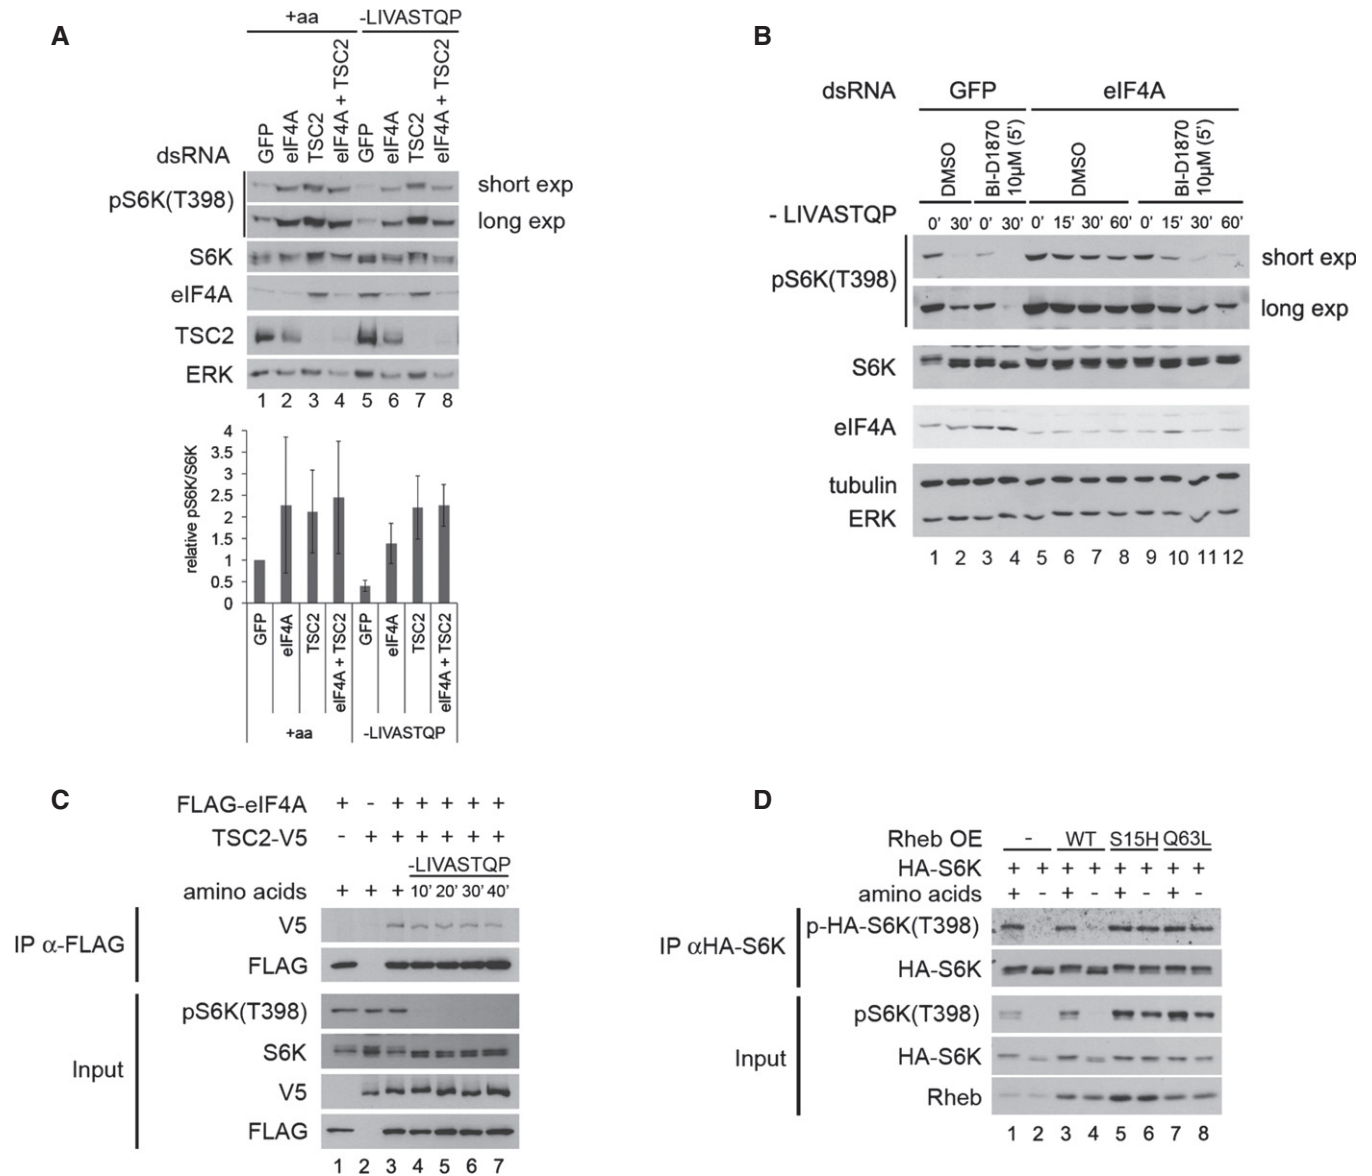 A
+aa -LIVASTQP
dsRNA GFP eIF4A TSC2 eIF4A + TSC2 GFP eIF4A TSC2 eIF4A + TSC2
pS6K(T398) short exp
long exp
S6K
eIF4A
TSC2
ERK
1 2 3 4 5 6 7 8
relative pS6K/S6K
4
3.5
3
2.5
2
1.5
1
0.5
0
GFP eIF4A TSC2 eIF4A + TSC2 GFP eIF4A TSC2 eIF4A + TSC2
+aa -LIVASTQP
B
dsRNA GFP eIF4A
DMSO BI-D1870 10µM (5') DMSO BI-D1870 10µM (5')
- LIVASTQP 0' 30' 0' 30' 0' 15' 30' 60' 0' 15' 30' 60'
pS6K(T398) short exp
long exp
S6K
eIF4A
tubulin
ERK
1 2 3 4 5 6 7 8 9 10 11 12
C
FLAG-eIF4A + - + + + + +
TSC2-V5 - + + + + + +
-LIVASTQP
amino acids + + + 10' 20' 30' 40'
IP α-FLAG
V5
FLAG
Input
pS6K(T398)
S6K
V5
FLAG
1 2 3 4 5 6 7
D
Rheb OE - WT S15H Q63L
HA-S6K + + + + + + + +
amino acids + - + - + - + -
IP αHA-S6K
p-HA-S6K(T398)
HA-S6K
Input
pS6K(T398)
HA-S6K
Rheb
1 2 3 4 5 6 7 8